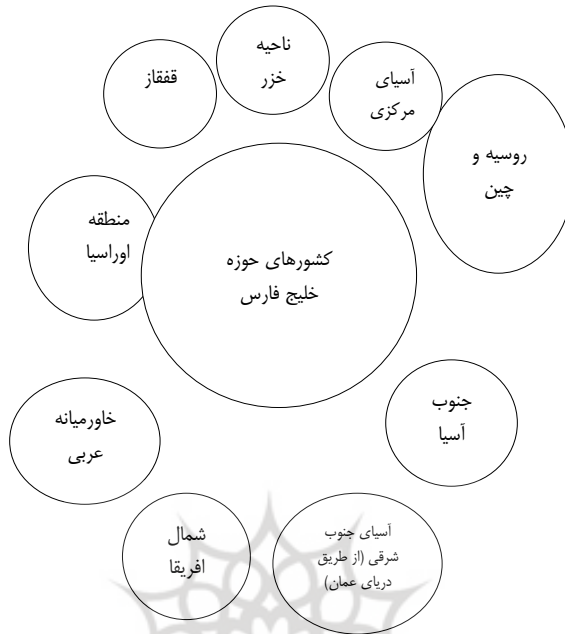 ناحیه
خزر
آسیای
مرکزی
قفقاز
روسیه و
چین
منطقه
اوراسیا
کشورهای حوزه
خلیج فارس
جنوب
آسیا
خاورمیانه
عربی
شمال
افریقا
آسیای جنوب
شرقی (از طریق
دریای عمان)